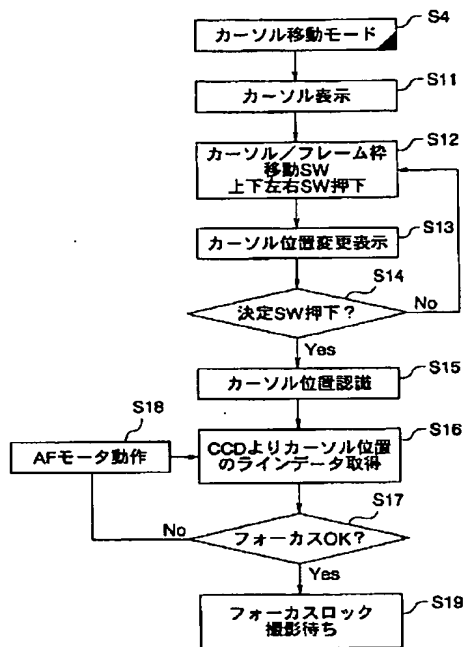 S4
カーソル移動モード
S11
カーソル表示
S12
カーソル／フレーム枠
移動SW
上下左右SW押下
S13
カーソル位置変更表示
S14
決定SW押下？
No
Yes
S15
カーソル位置認識
S18
AFモータ動作
S16
CCDよりカーソル位置
のラインデータ取得
S17
フォーカスOK？
No
Yes
S19
フォーカスロック
撮影待ち